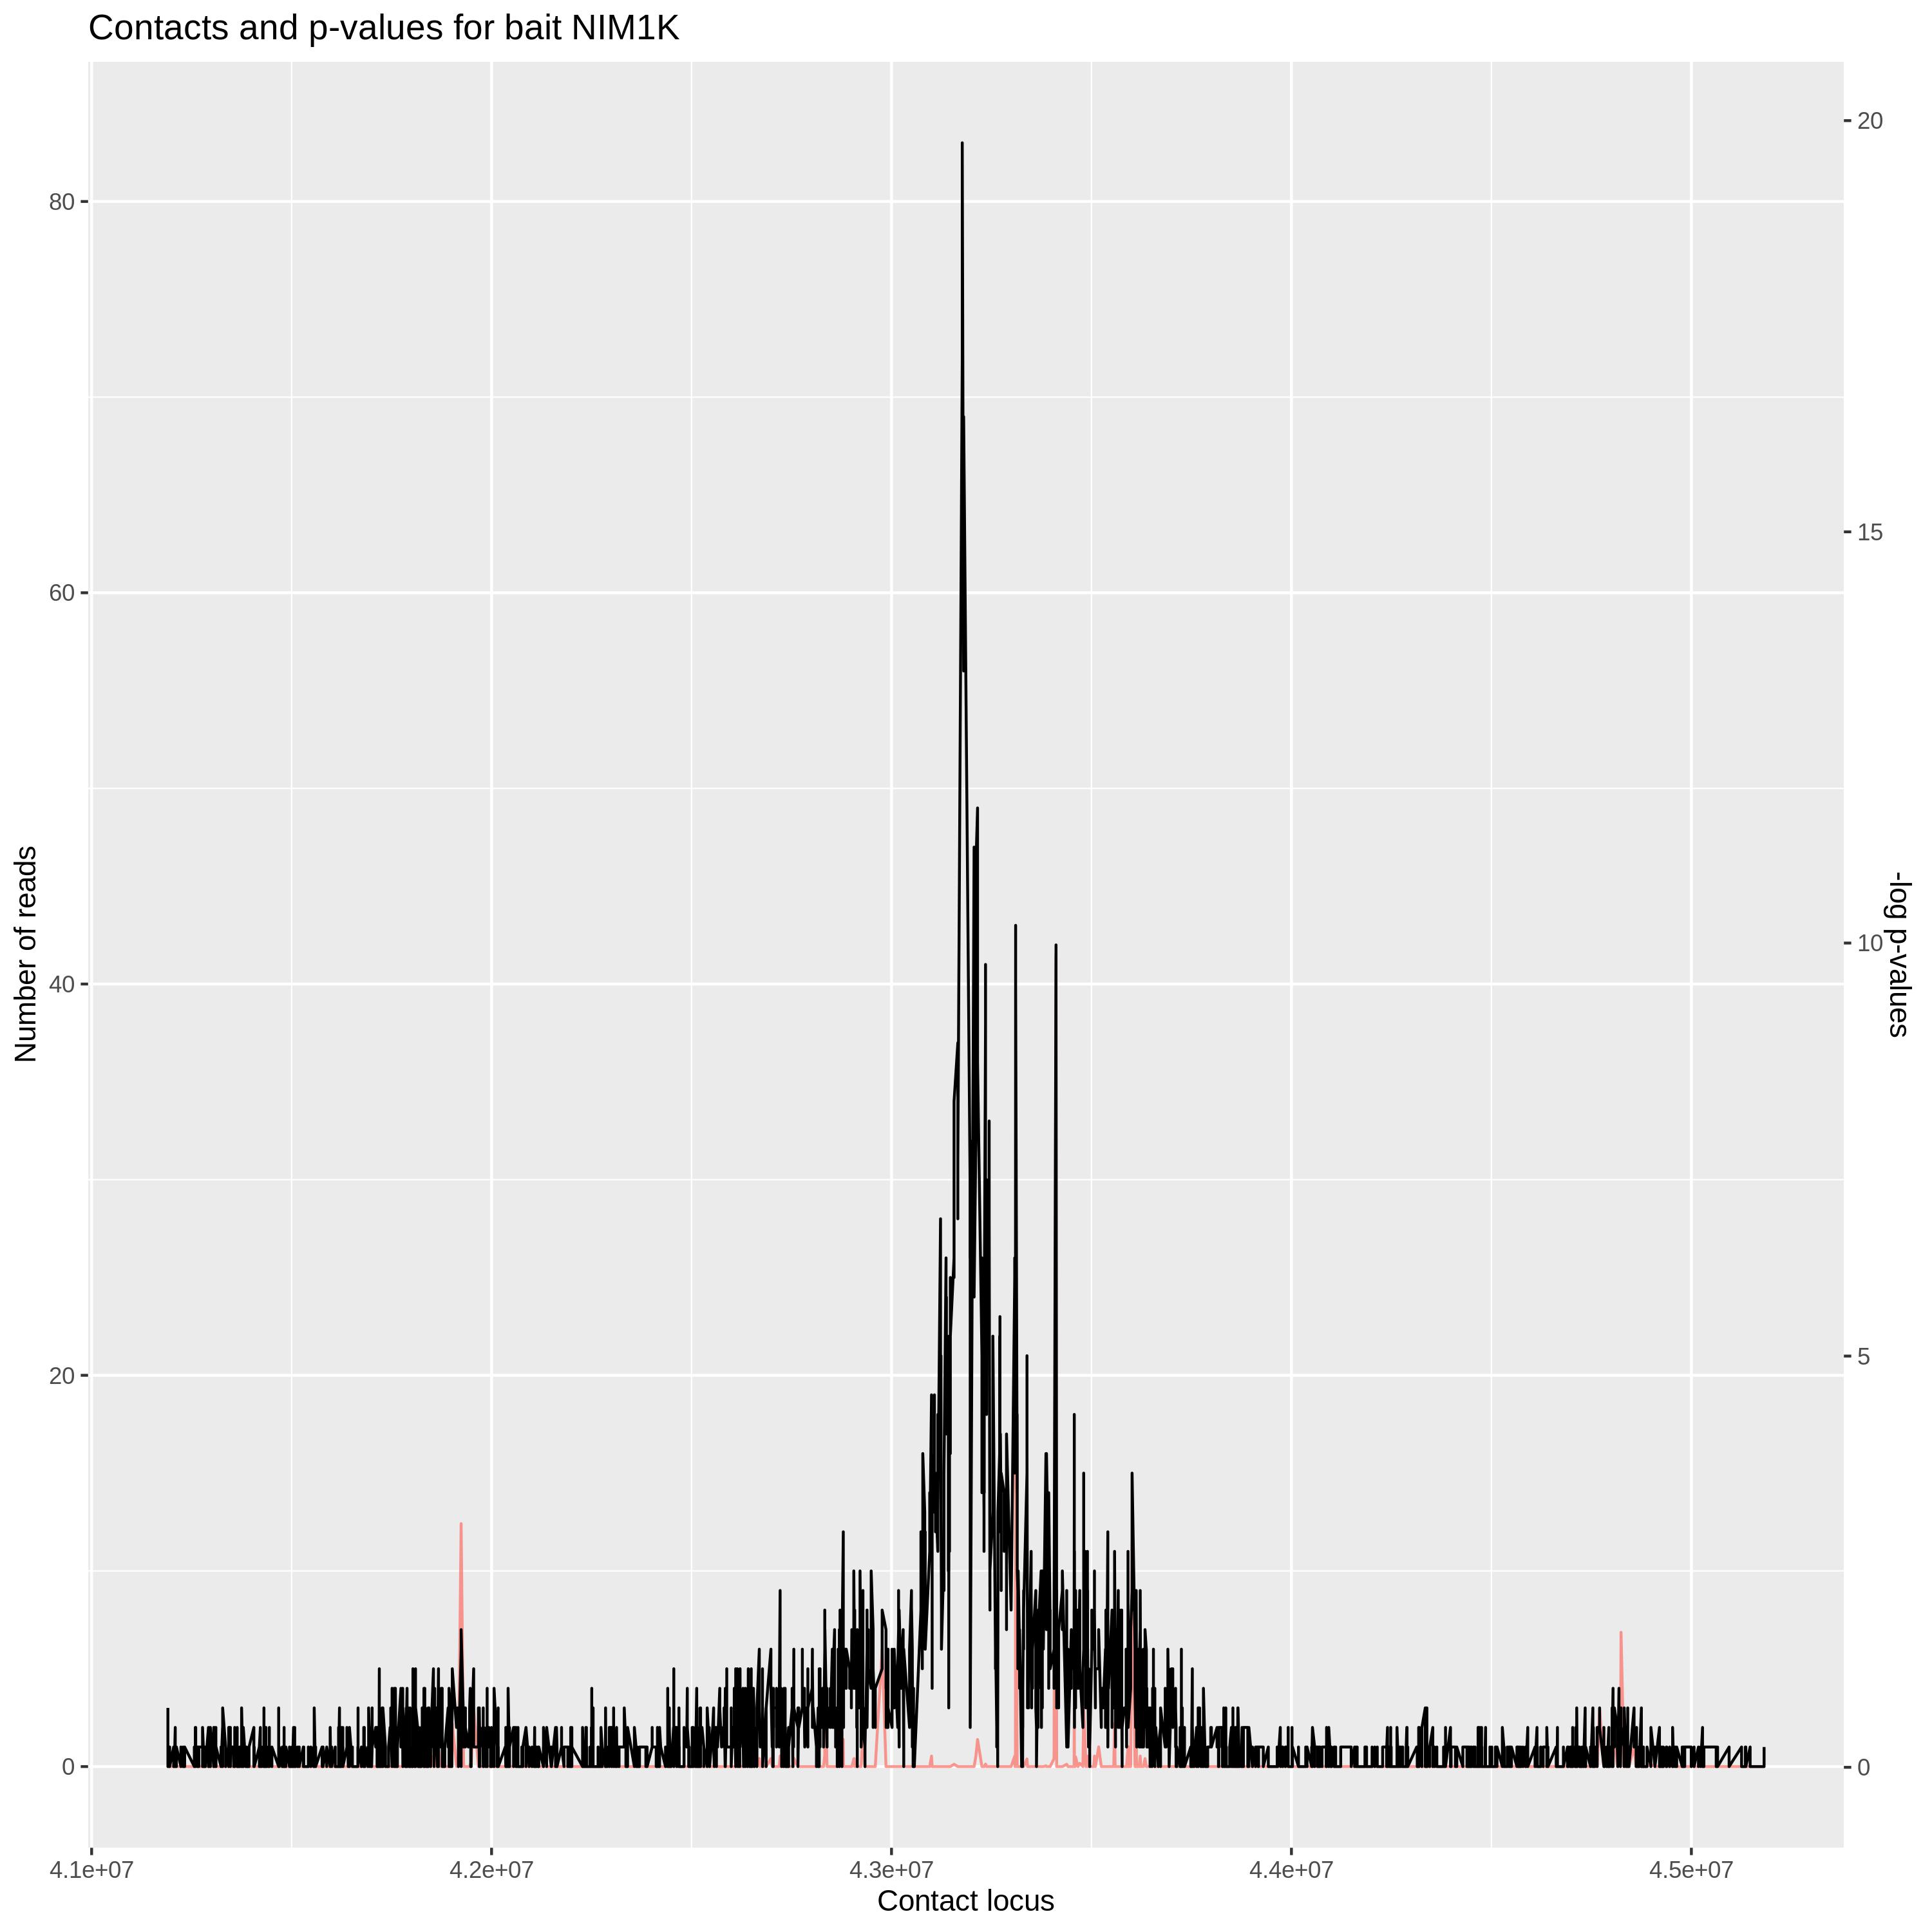 Contacts and p-values for bait NIM1K
Number of reads
80
60
40
20
0
20
15
10
5
0
-log p-values
4.1e+07 4.2e+07 4.3e+07 4.4e+07 4.5e+07
Contact locus